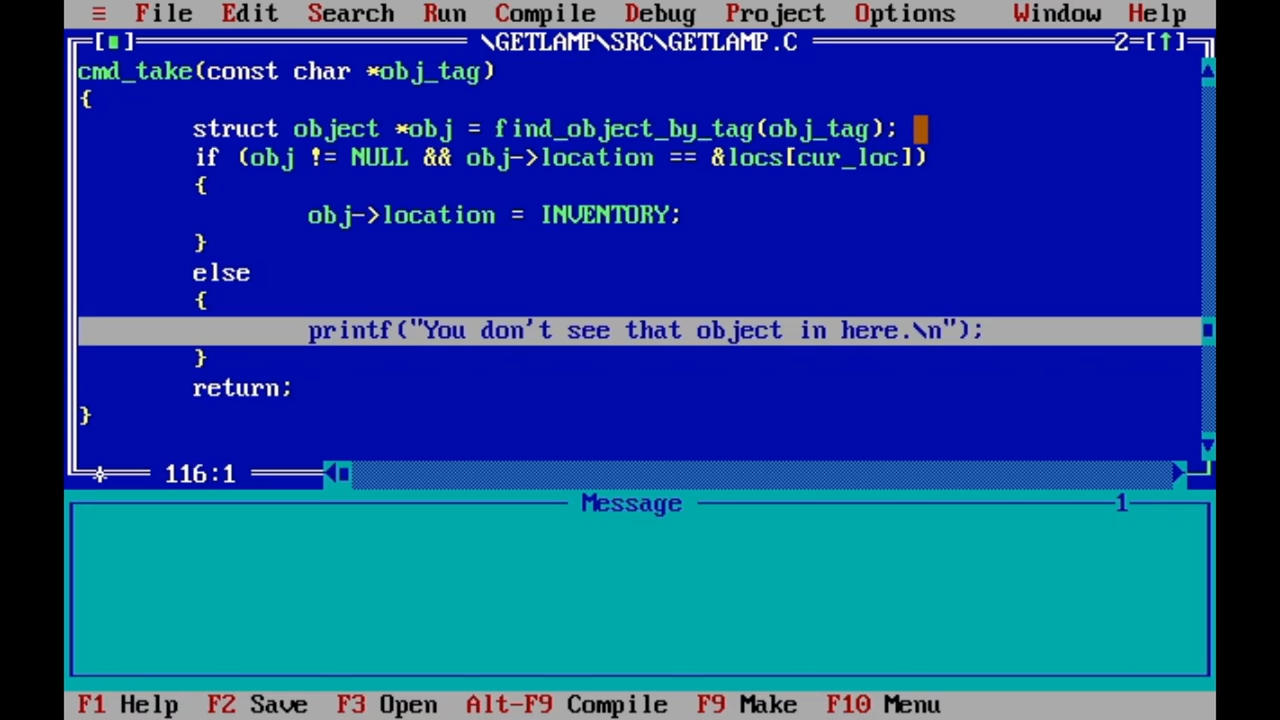 ≡ File Edit Search Run Compile Debug Project Options Window Help
[■] \GETLAMP\SRC\GETLAMP.C 2=[↑]
cmd_take(const char *obj_tag)
{
struct object *obj = find_object_by_tag(obj_tag);
if (obj != NULL && obj->location == &locs[cur_loc])
{
obj->location = INVENTORY;
}
else
{
printf("You don't see that object in here.\n");
}
return;
}
116:1
Message 1
F1 Help F2 Save F3 Open Alt-F9 Compile F9 Make F10 Menu